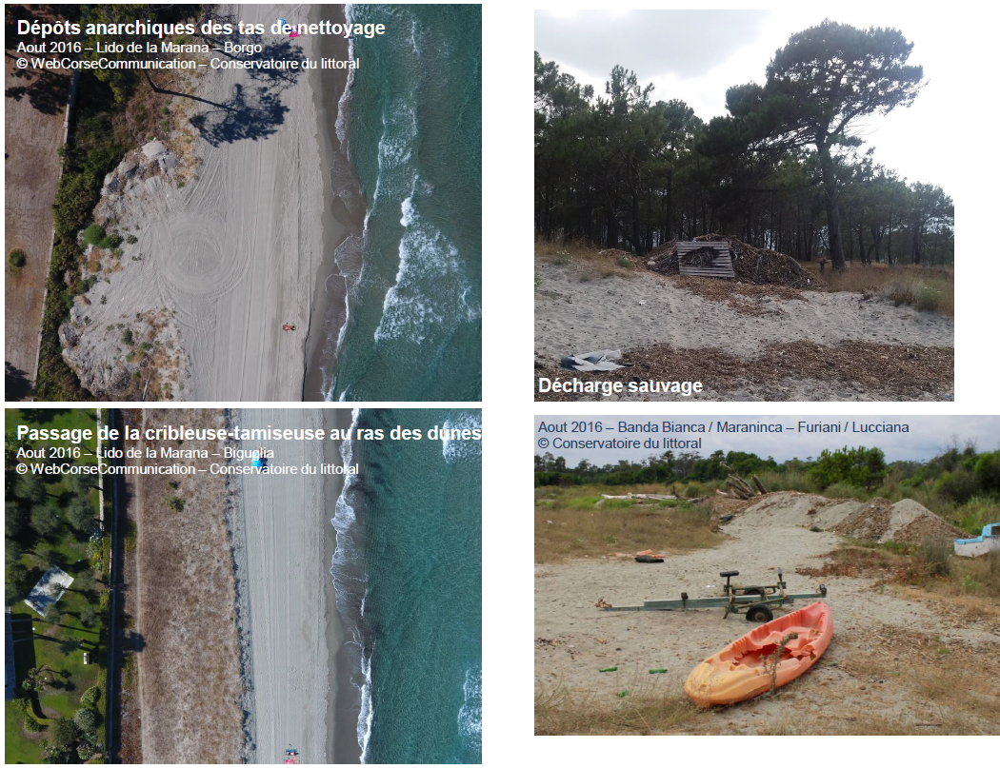 Dépôts anarchiques des tas de nettoyage
Aout 2016 – Lido de la Marana – Borgo
© WebCorseCommunication – Conservatoire du littoral
Décharge sauvage
Passage de la cribleuse-tamiseuse au ras des dunes
Aout 2016 – Lido de la Marana – Biguglia
© WebCorseCommunication – Conservatoire du littoral
Aout 2016 – Banda Bianca / Maraninca – Furiani / Lucciana
© Conservatoire du littoral